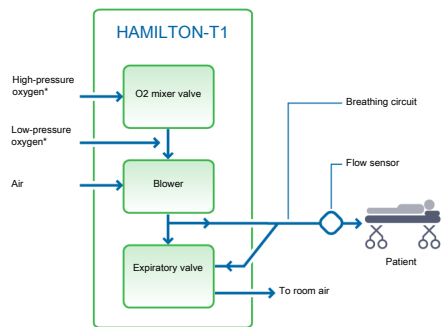 HAMILTON-T1
High-pressure
oxygen*
O2 mixer valve
Breathing circuit
Low-pressure
oxygen*
Flow sensor
Air
Blower
Expiratory valve
Patient
To room air